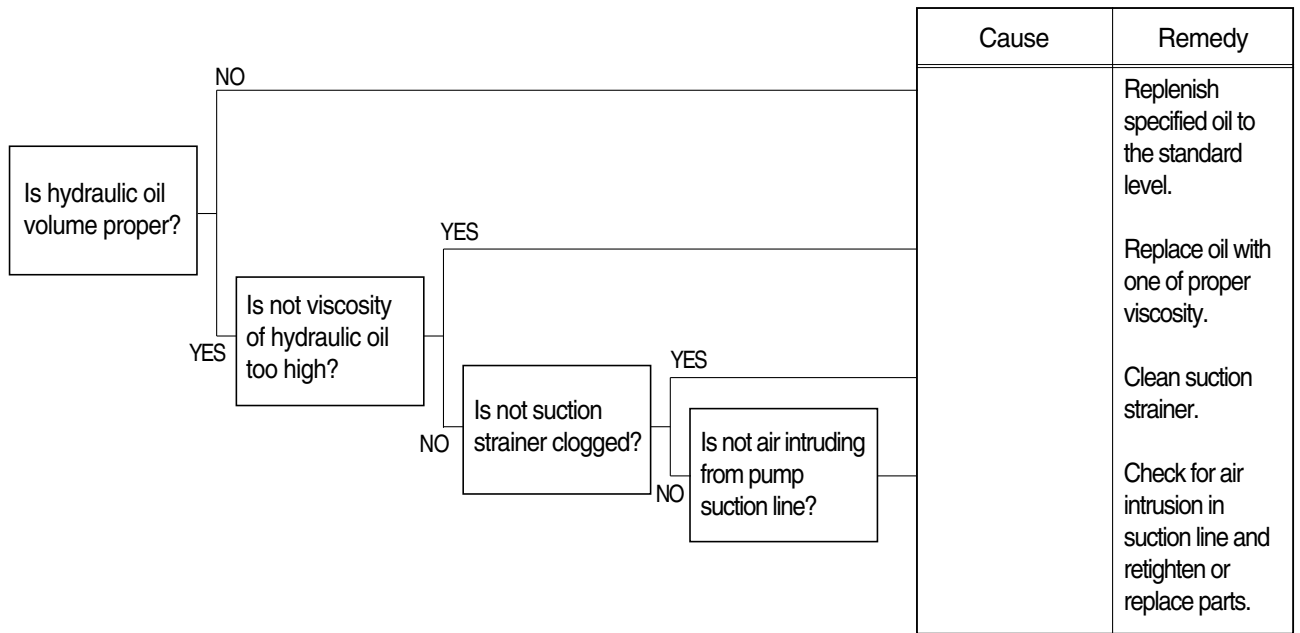 Cause
Remedy
NO
Replenish
specified oil to
the standard
level.
Is hydraulic oil
volume proper?
YES
Replace oil with
one of proper
viscosity.
YES
Is not viscosity
of hydraulic oil
too high?
YES
Clean suction
strainer.
NO
Is not suction
strainer clogged?
NO
Is not air intruding
from pump
suction line?
Check for air
intrusion in
suction line and
retighten or
replace parts.